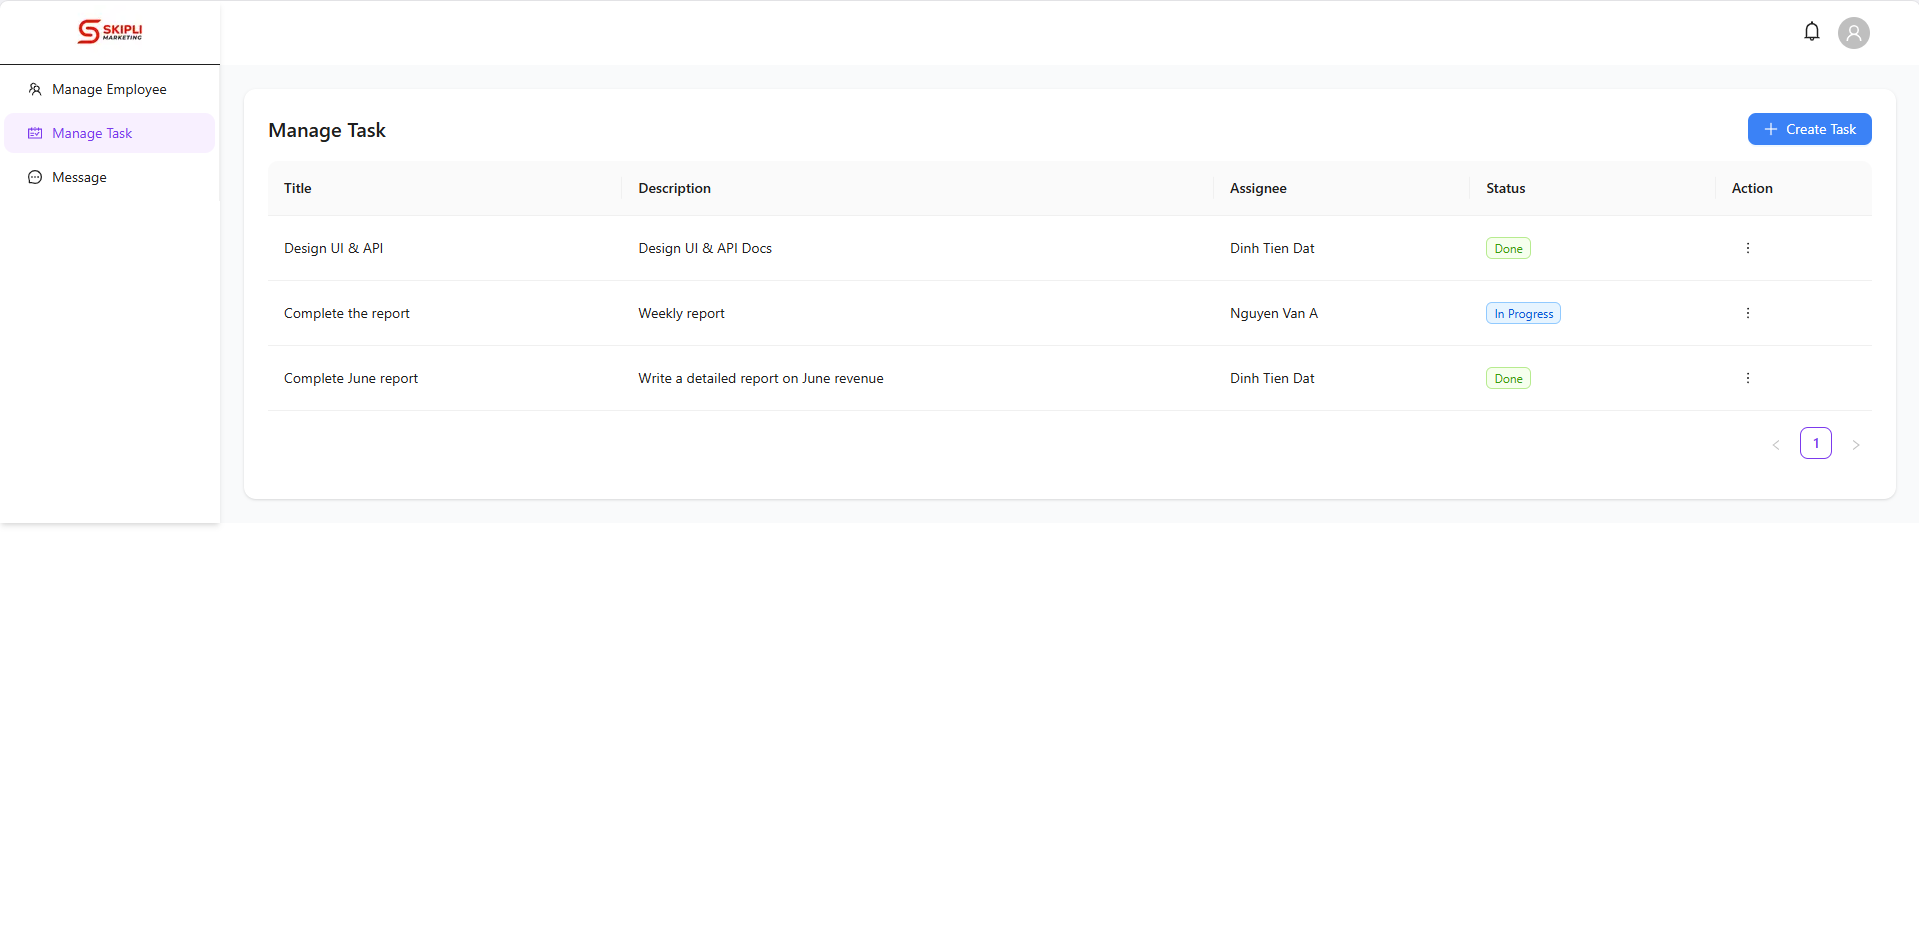 SKIPLI
MARKETING
Manage Employee
Manage Task
Message
Manage Task
Create Task
Title Description Assignee Status Action
Design UI & API Design UI & API Docs Dinh Tien Dat Done
Complete the report Weekly report Nguyen Van A In Progress
Complete June report Write a detailed report on June revenue Dinh Tien Dat Done
1